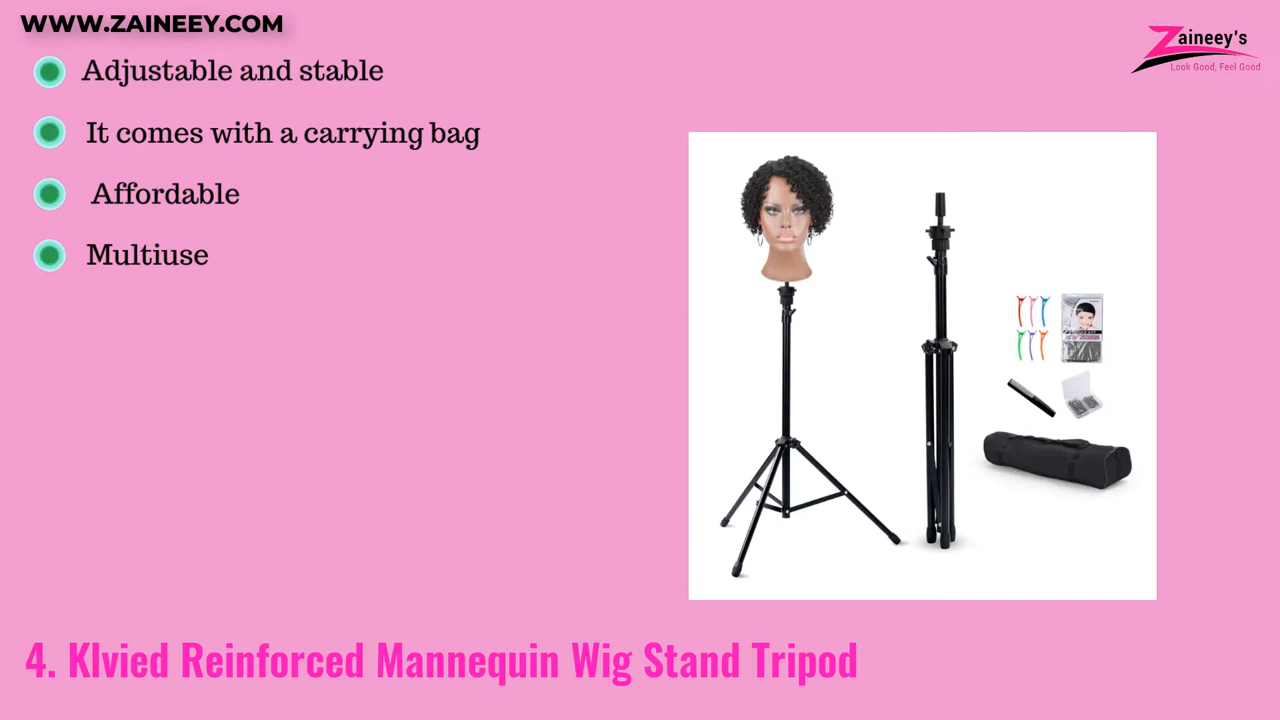 WWW.ZAINEEY.COM
Zaineey's
Look Good, Feel Good
Adjustable and stable
It comes with a carrying bag
Affordable
Multiuse
4. Klvied Reinforced Mannequin Wig Stand Tripod